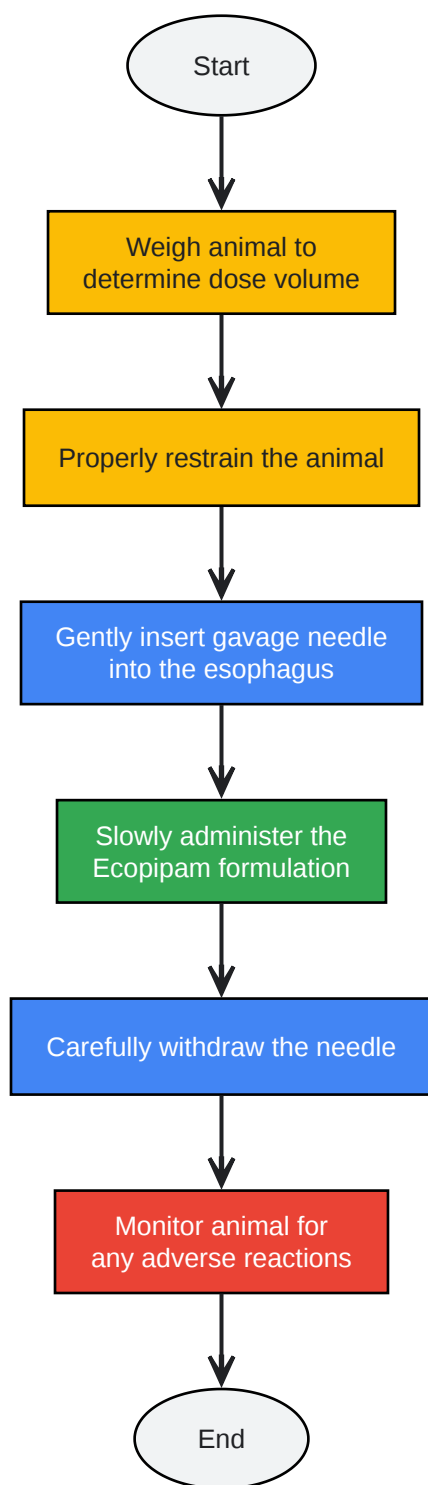 Start
Weigh animal to
determine dose volume
Properly restrain the animal
Gently insert gavage needle
into the esophagus
Slowly administer the
Ecopipam formulation
Carefully withdraw the needle
Monitor animal for
any adverse reactions
End